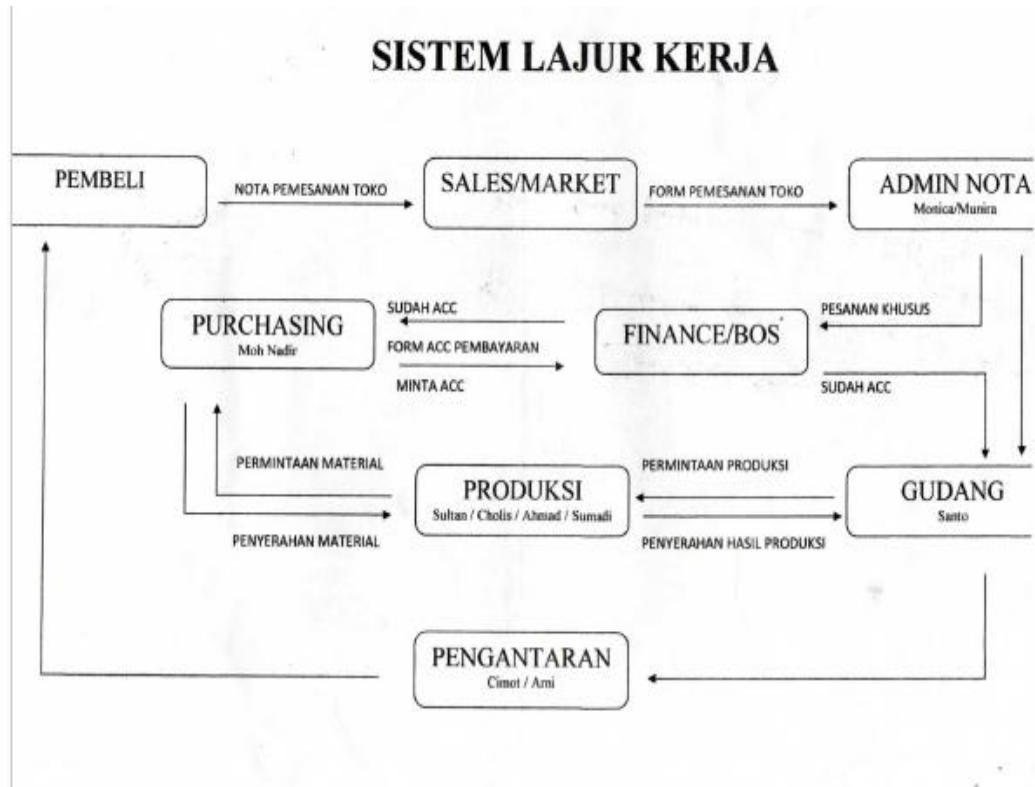 SISTEM LAJUR KERJA
PEMBELI
NOTA PEMESANAN TOKO
SALES/MARKET
FORM PEMESANAN TOKO
ADMIN NOTA
Monica/Munira
PURCHASING
Moh Nadir
SUDAH ACC
FORM ACC PEMBAYARAN
MINTA ACC
FINANCE/BOS
PESANAN KHUSUS
SUDAH ACC
PERMINTAAN MATERIAL
PENYERAHAN MATERIAL
PRODUKSI
Sultan / Cholis / Ahmad / Sumadi
PERMINTAAN PRODUKSI
PENYERAHAN HASIL PRODUKSI
GUDANG
Santo
PENGANTARAN
Cimot / Ami